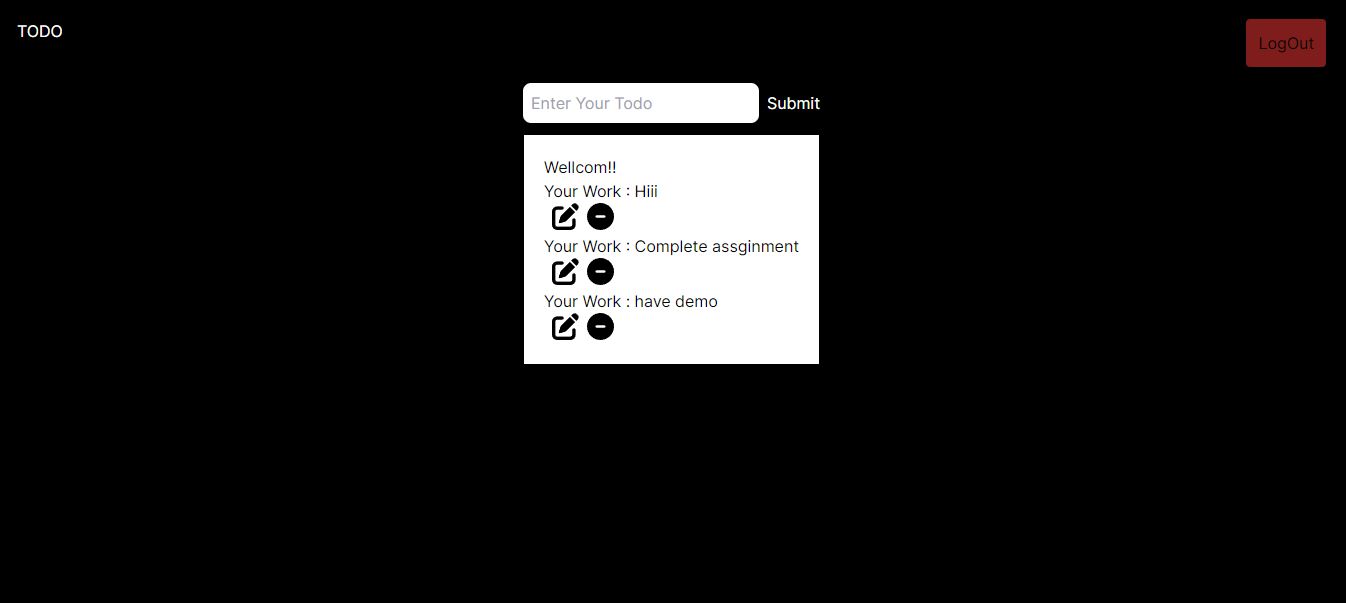 TODO
LogOut
Enter Your Todo
Submit
Wellcom!!
Your Work : Hiii
Your Work : Complete assginment
Your Work : have demo